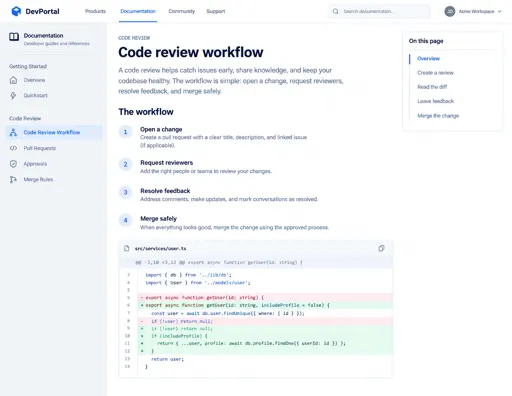 DevPortal
Products
Documentation
Community
Support
Search documentation...
Acme Workspace
Documentation
Developer guides and references
Getting Started
Overview
Quickstart
Code Review
Code Review Workflow
Pull Requests
Approvals
Merge Rules
CODE REVIEW
Code review workflow
A code review helps catch issues early, share knowledge, and keep your
codebase healthy. The workflow is simple: open a change, request reviewers,
resolve feedback, and merge safely.
The workflow
1
Open a change
Create a pull request with a clear title, description, and linked issue
(if applicable).
2
Request reviewers
Add the right people or teams to review your changes.
3
Resolve feedback
Address comments, make updates, and mark conversations as resolved.
4
Merge safely
When everything looks good, merge the change using the approved process.
src/services/user.ts
export async function getUser(id: string) {
import { db } from '../lib/db';
4 import { User } from '../models/user';
5
5 - export async function getUser(id: string) {
6 + export async function getUser(id: string, includeProfile = false) {
7 const user = await db.user.findUnique({ where: { id } });
8 - if (!user) return null;
9 + if (!user) return null;
10 + if (includeProfile) {
11 + return { ...user, profile: await db.profile.findOne({ userId: id }) };
12 + }
13 return user;
14 }
On this page
Overview
Create a review
Read the diff
Leave feedback
Merge the change